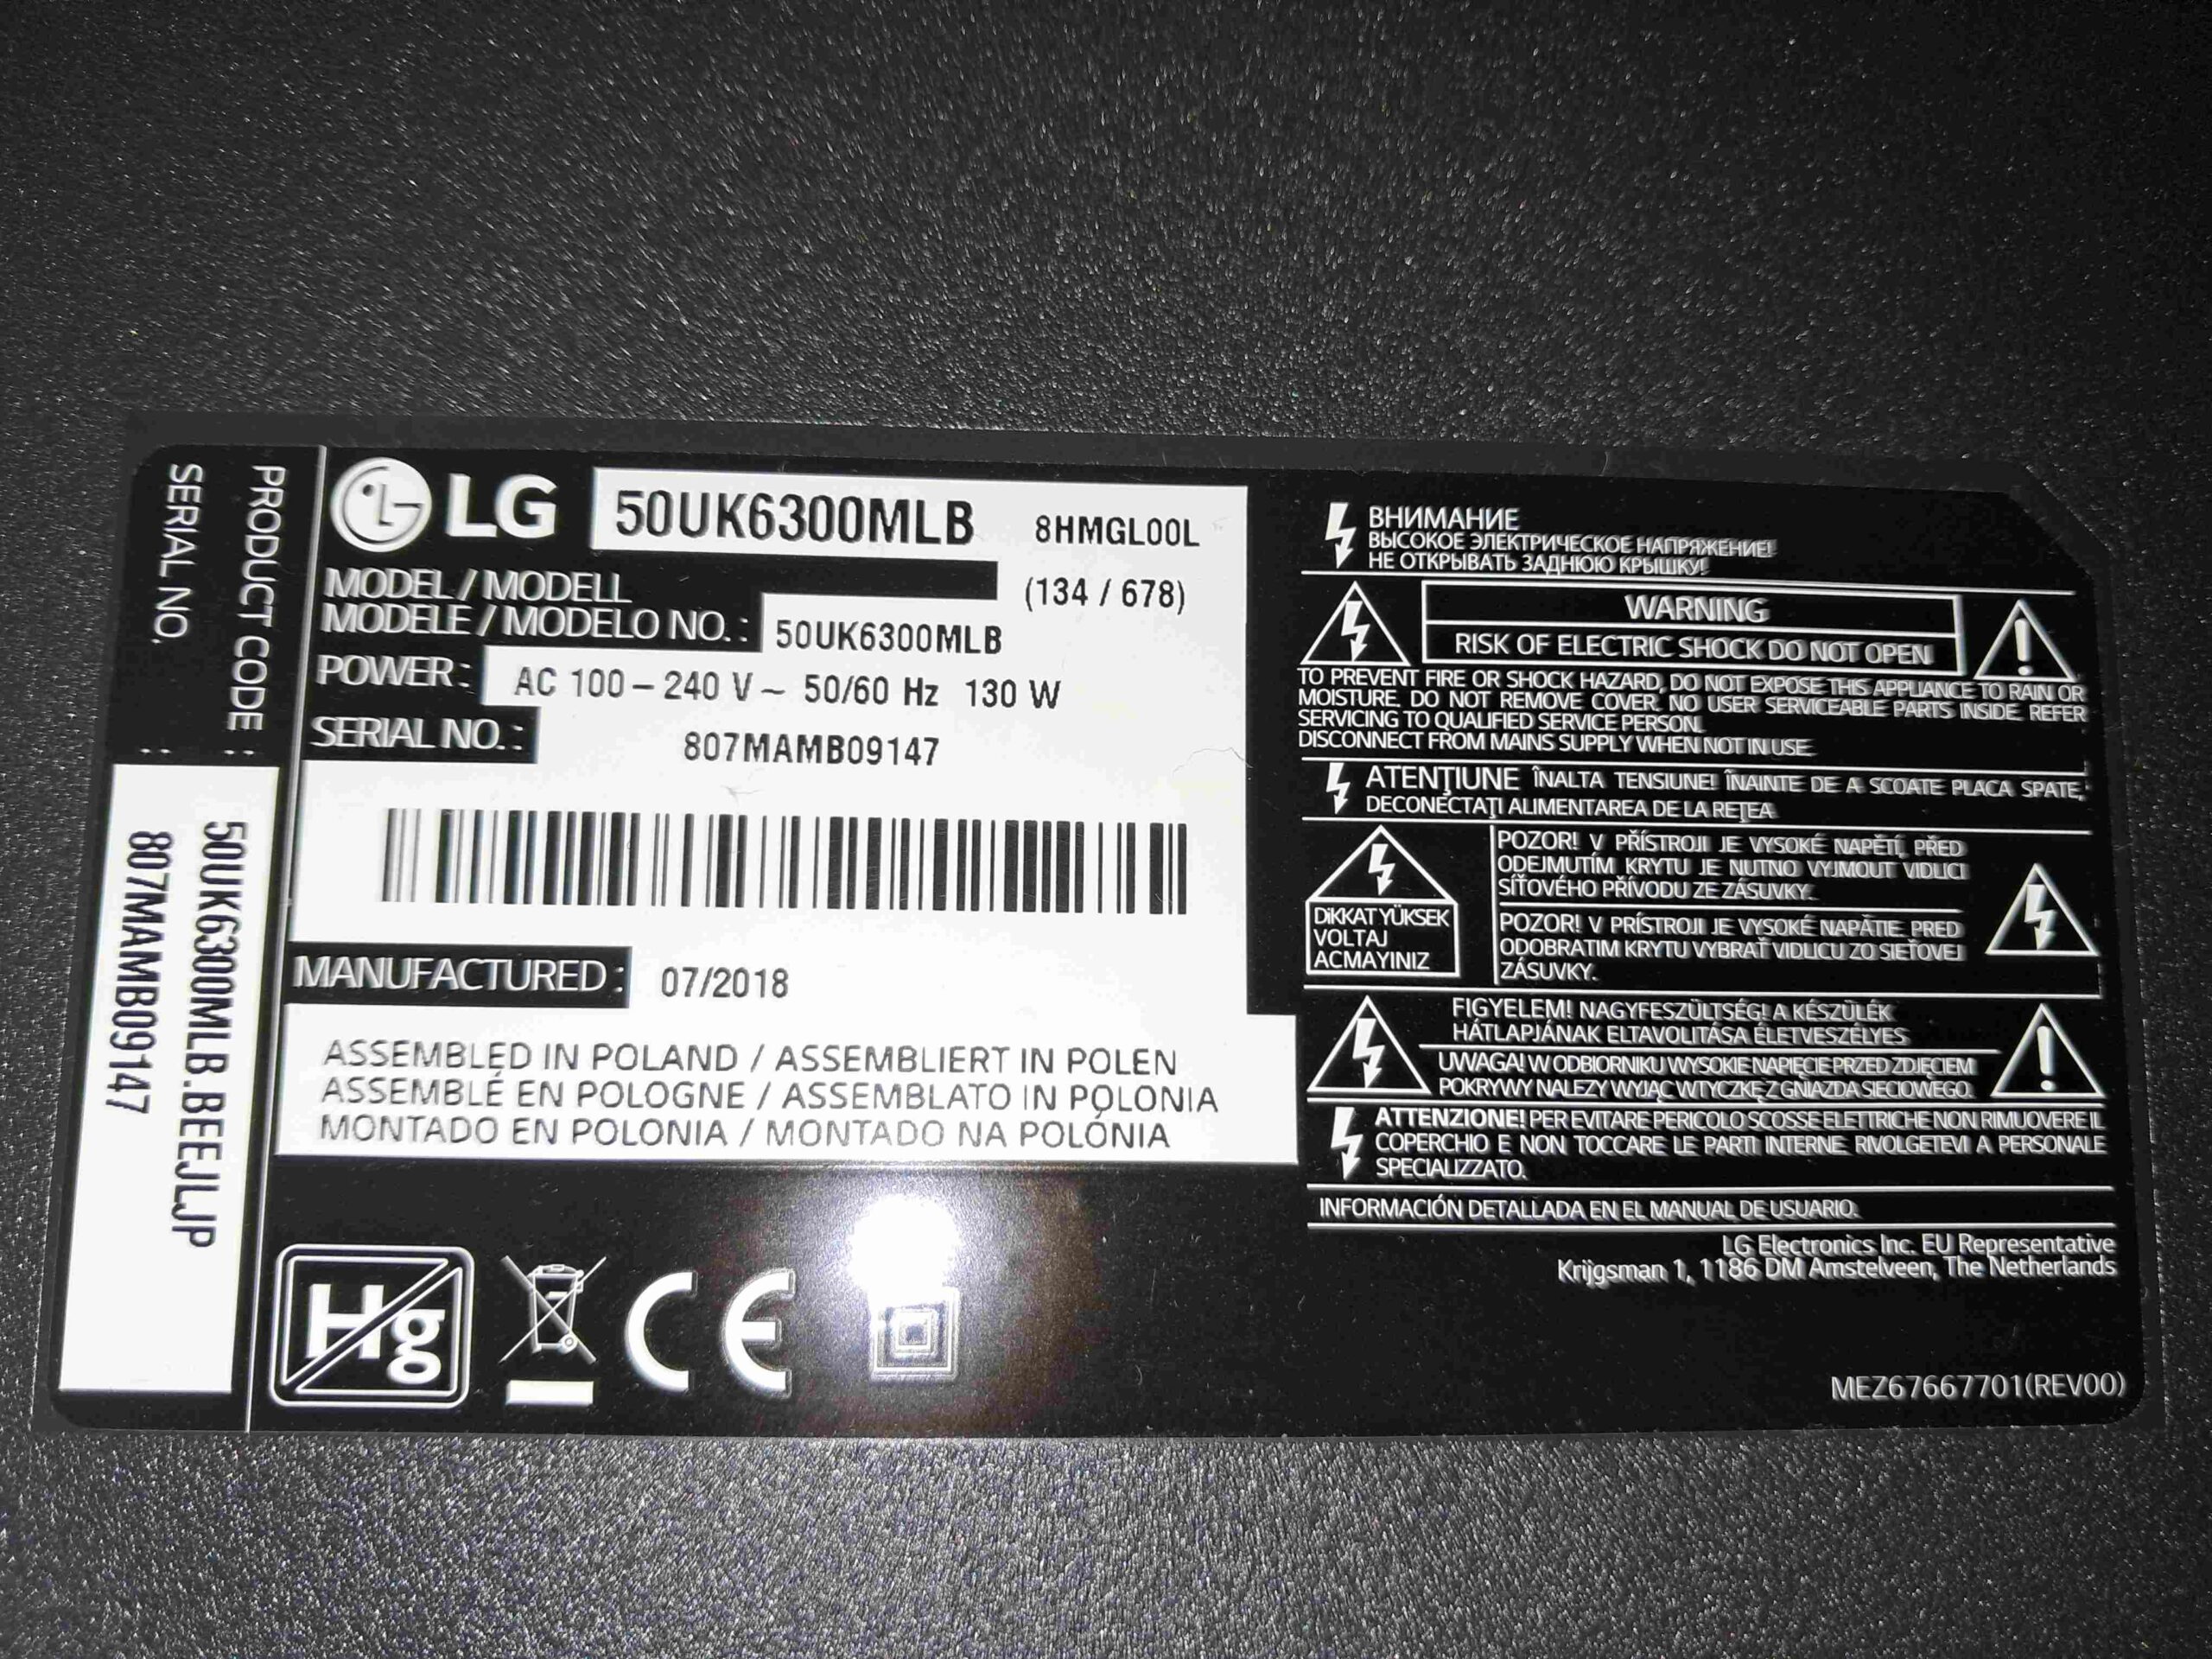 PRODUCT CODE : 50UK6300MLB.BEEJLJP
SERIAL NO. : 807MAMB09147
LG 50UK6300MLB 8HMGL00L
MODEL / MODELL (134 / 678)
MODELE / MODELO NO. : 50UK6300MLB
POWER : AC 100 – 240 V ~ 50/60 Hz 130 W
SERIAL NO. : 807MAMB09147
MANUFACTURED : 07/2018
ASSEMBLED IN POLAND / ASSEMBLIERT IN POLEN
ASSEMBLÉ EN POLOGNE / ASSEMBLATO IN POLONIA
MONTADO EN POLONIA / MONTADO NA POLÓNIA
Hg
CE
ВНИМАНИЕ
ВЫСОКОЕ ЭЛЕКТРИЧЕСКОЕ НАПРЯЖЕНИЕ!
НЕ ОТКРЫВАТЬ ЗАДНЮЮ КРЫШКУ!
WARNING
RISK OF ELECTRIC SHOCK DO NOT OPEN
TO PREVENT FIRE OR SHOCK HAZARD, DO NOT EXPOSE THIS APPLIANCE TO RAIN OR
MOISTURE. DO NOT REMOVE COVER. NO USER SERVICEABLE PARTS INSIDE. REFER
SERVICING TO QUALIFIED SERVICE PERSON.
DISCONNECT FROM MAINS SUPPLY WHEN NOT IN USE.
ATENŢIUNE ÎNALTA TENSIUNE! ÎNAINTE DE A SCOATE PLACA SPATE,
DECONECTAŢI ALIMENTAREA DE LA REŢEA
DİKKAT YÜKSEK
VOLTAJ
ACMAYINIZ
POZOR! V PŘÍSTROJI JE VYSOKÉ NAPĚTÍ, PŘED
ODEJMUTÍM KRYTU JE NUTNO VYJMOUT VIDLICI
SÍŤOVÉHO PŘÍVODU ZE ZÁSUVKY.
POZOR! V PRÍSTROJI JE VYSOKÉ NAPÄTIE. PRED
ODOBRATIM KRYTU VYBRAŤ VIDLICU ZO SIEŤOVEJ
ZÁSUVKY.
FIGYELEM! NAGYFESZÜLTSÉG! A KÉSZÜLÉK
HÁTLAPJÁNAK ELTAVOLITÁSA ÉLETVESZÉLYES
UWAGA! W ODBIORNIKU WYSOKIE NAPIĘCIE PRZED ZDJĘCIEM
POKRYWY NALEZY WYJĄĆ WTYCZKĘ Z GNIAZDA SIECIOWEGO.
ATTENZIONE! PER EVITARE PERICOLO SCOSSE ELETTRICHE NON RIMUOVERE IL
COPERCHIO E NON TOCCARE LE PARTI INTERNE. RIVOLGETEVI A PERSONALE
SPECIALIZZATO.
INFORMACIÓN DETALLADA EN EL MANUAL DE USUARIO.
LG Electronics Inc. EU Representative
Krijgsman 1, 1186 DM Amstelveen, The Netherlands
MEZ67667701(REV00)